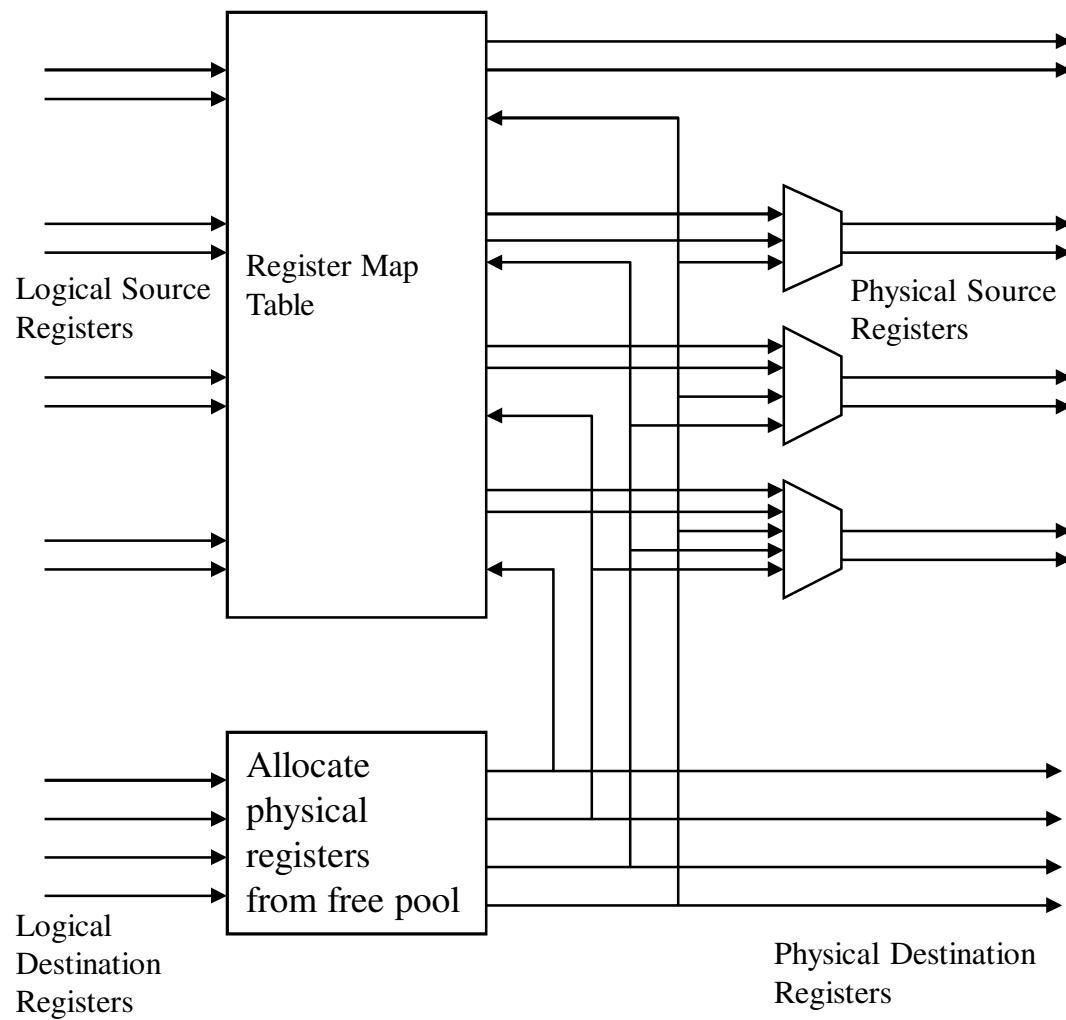 Register Map
Table
Logical Source
Registers
Physical Source
Registers
Allocate
physical
registers
from free pool
Logical
Destination
Registers
Physical Destination
Registers